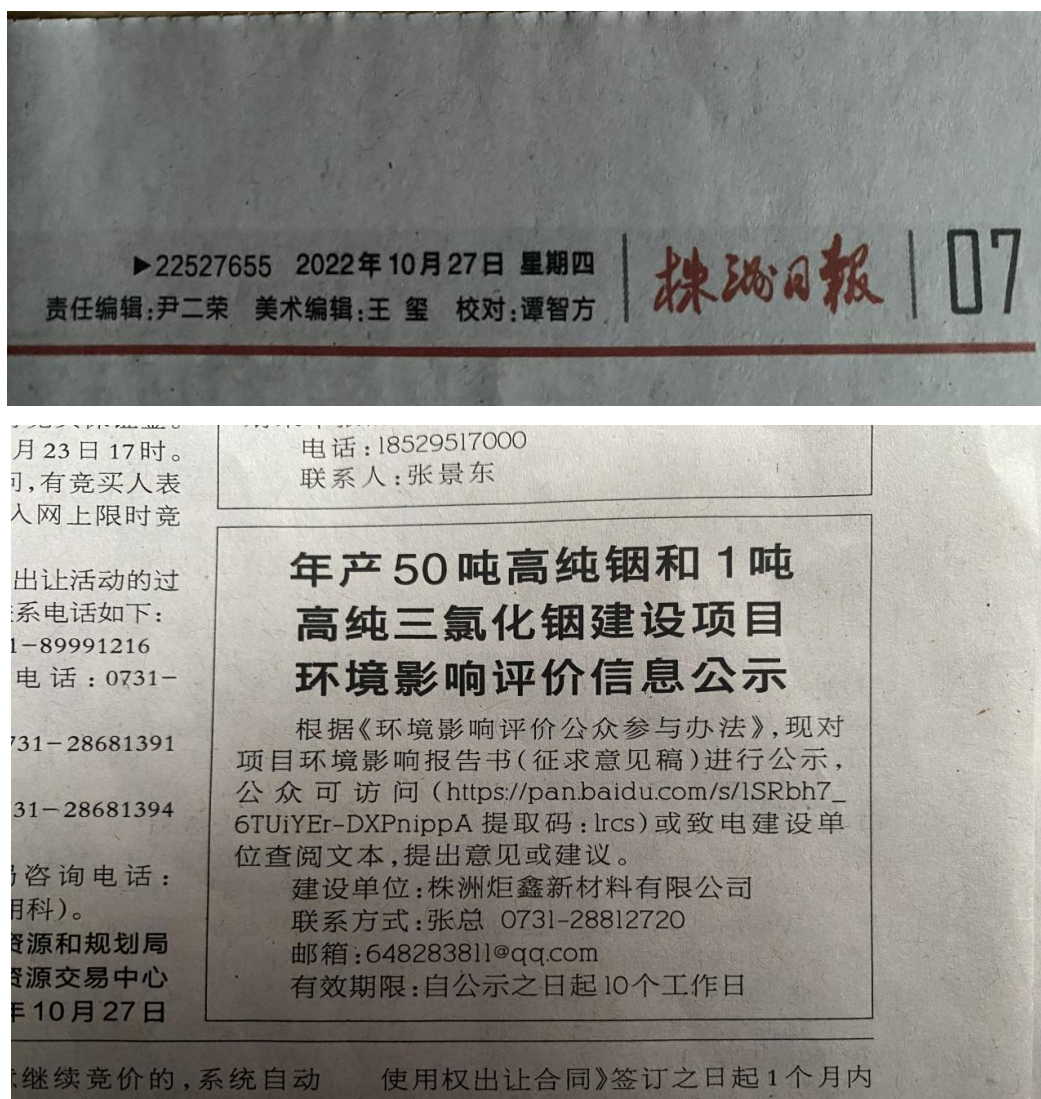 ▶22527655 2022年10月27日 星期四
责任编辑:尹二荣 美术编辑:王 玺 校对:谭智方
株洲日报
07
月23日17时。
,有竞买人表
人网上限时竞
出让活动的过
系电话如下:
1-89991216
电话:0731-
731-28681391
31-28681394
咨询电话:
用科)。
资源和规划局
资源交易中心
年10月27日
电话:18529517000
联系人:张景东
年产50吨高纯铟和1吨
高纯三氯化铟建设项目
环境影响评价信息公示
根据《环境影响评价公众参与办法》,现对
项目环境影响报告书(征求意见稿)进行公示,
公众可访问(https://pan.baidu.com/s/1SRbh7_
6TUiYEr-DXPnippA 提取码:lrcs)或致电建设单
位查阅文本,提出意见或建议。
建设单位:株洲炬鑫新材料有限公司
联系方式:张总 0731-28812720
邮箱:648283811@qq.com
有效期限:自公示之日起10个工作日
继续竞价的,系统自动
使用权出让合同》签订之日起1个月内